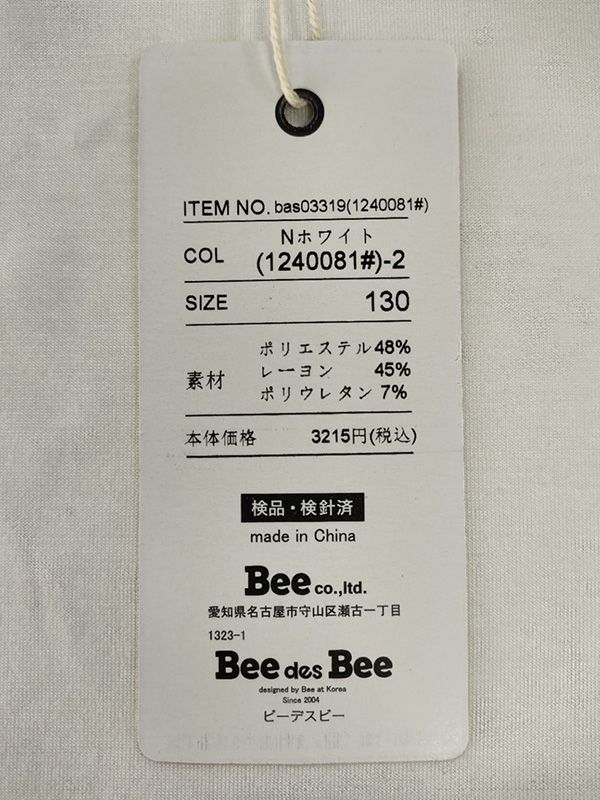 ITEM NO. bas03319(1240081#)
Nホワイト
COL (1240081#)-2
SIZE 130
ポリエステル48%
素材 レーヨン 45%
ポリウレタン 7%
本体価格 3215円(税込)
検品・検針済
made in China
Bee co.,ltd.
愛知県名古屋市守山区瀬古一丁目
1323-1
Bee des Bee
designed by Bee at Korea
Since 2004
ビーデスビー